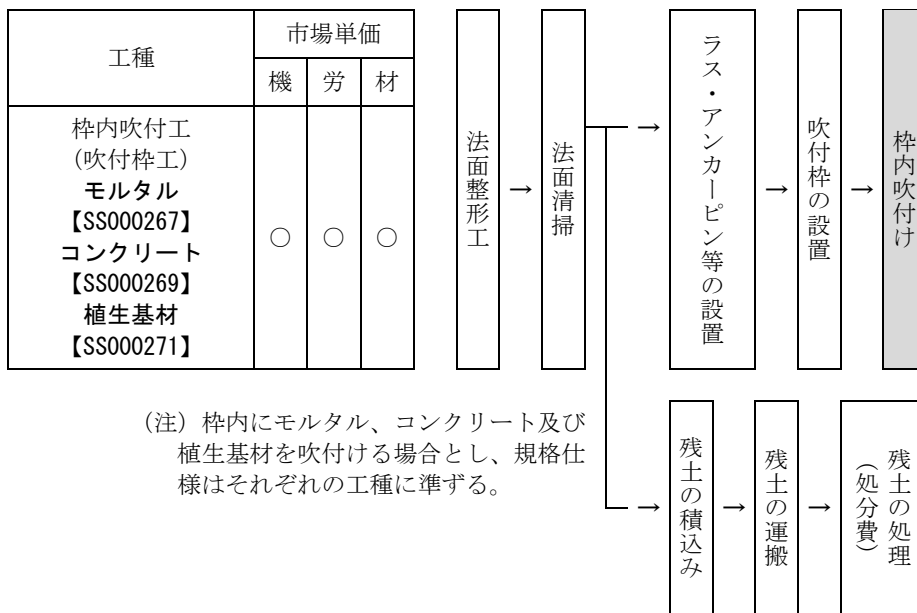 工種
市場単価
機 労 材
枠内吹付工
(吹付枠工)
モルタル
【SS000267】
コンクリート
【SS000269】
植生基材
【SS000271】
○ ○ ○
法面整形工
→
法面清掃
→
ラス・アンカーピン等の設置
→
吹付枠の設置
→
枠内吹付け
(注) 枠内にモルタル、コンクリート及び
植生基材を吹付ける場合とし、規格仕
様はそれぞれの工種に準ずる。
→
残土の積込み
→
残土の運搬
→
残土の処理
(処分費)